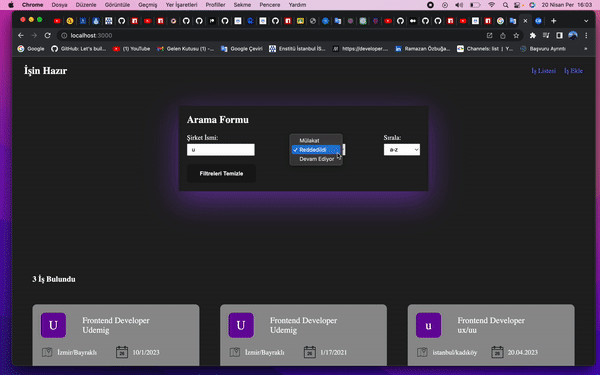 Chrome Dosya Düzenle Görüntüle Geçmiş Yer İşaretleri Profiller Sekme Pencere Yardım 20 Nisan Per 16:03
localhost:3000
Google GitHub: Let's buil... (1) YouTube Gelen Kutusu (1)... Google Çeviri Enstitü İstanbul İS... https://developer... Ramazan Özbuğa... Channels: list | Y... Başvuru Ayrıntı
İşin Hazır İş Listesi İş Ekle
Arama Formu
Şirket İsmi: Sırala:
u Mülakat
✓ Reddedildi a-z
Devam Ediyor
Filtreleri Temizle
3 İş Bulundu
U Frontend Developer U Frontend Developer u Frontend Developer
Udemig Udemig ux/uu
İzmir/Bayraklı 10/1/2023 İzmir/Bayraklı 1/17/2021 istanbul/kadıköy 20.04.2023